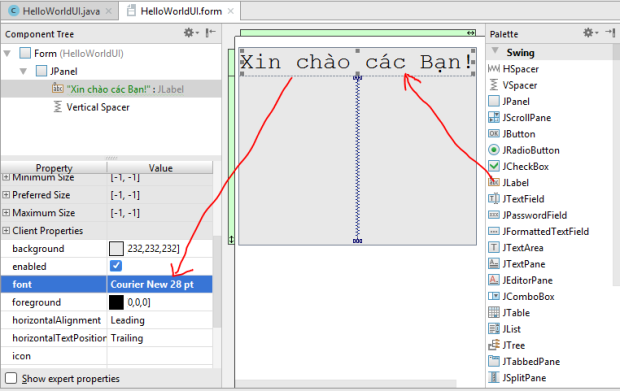 HelloWorldUI.java
HelloWorldUI.form
Component Tree
Form (HelloWorldUI)
JPanel
"Xin chào các Bạn!" : JLabel
Vertical Spacer
Property Value
Minimum Size [-1, -1]
Preferred Size [-1, -1]
Maximum Size [-1, -1]
Client Properties
background 232,232,232]
enabled
font Courier New 28 pt
foreground 0,0,0]
horizontalAlignment Leading
horizontalTextPosition Trailing
icon
Show expert properties
Xin chào các Bạn!
Palette
Swing
HSpacer
VSpacer
JPanel
JScrollPane
JButton
JRadioButton
JCheckBox
JLabel
JTextField
JPasswordField
JFormattedTextField
JTextArea
JTextPane
JEditorPane
JComboBox
JTable
JList
JTree
JTabbedPane
JSplitPane